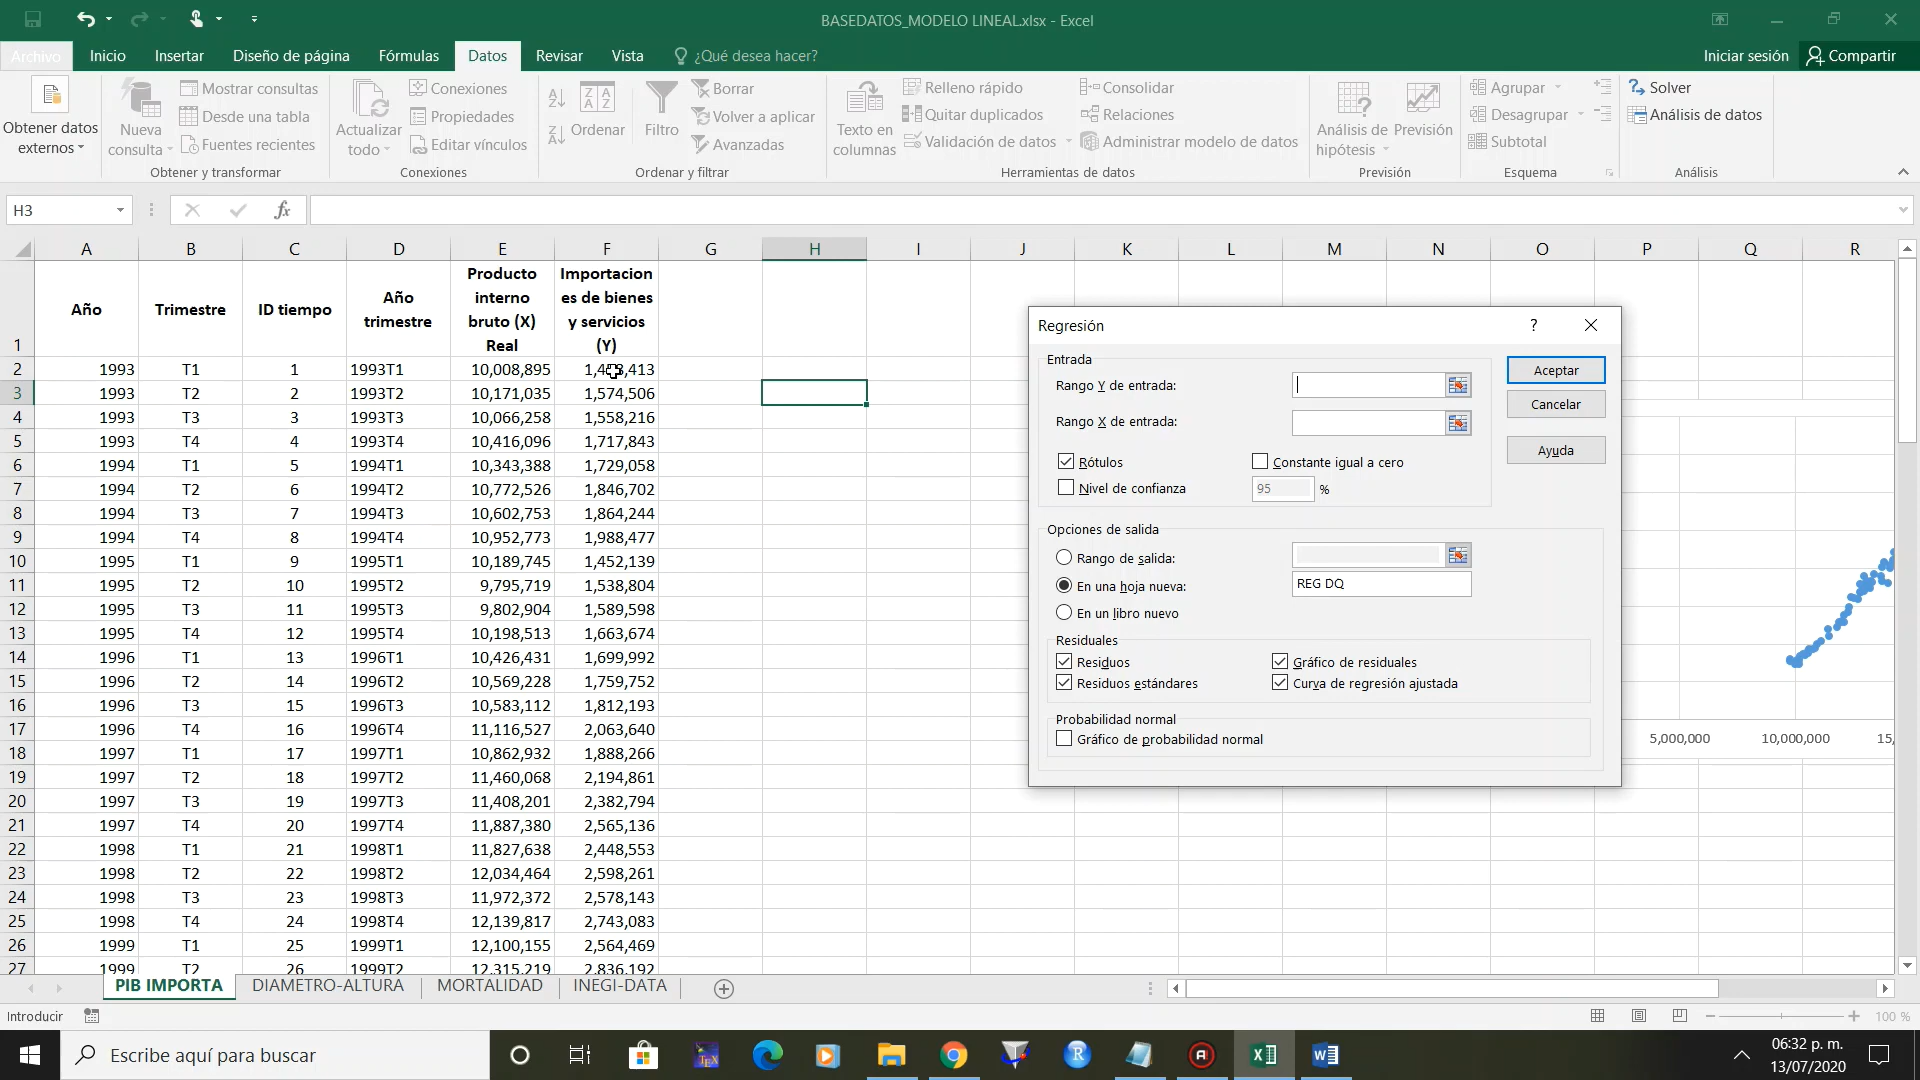 BASEDATOS_MODELO LINEAL.xlsx - Excel
Archivo Inicio Insertar Diseño de página Fórmulas Datos Revisar Vista ¿Qué desea hacer? Iniciar sesión Compartir
Obtener datos externos
Nueva consulta
Mostrar consultas
Desde una tabla
Fuentes recientes
Obtener y transformar
Actualizar todo
Conexiones
Propiedades
Editar vínculos
Conexiones
Ordenar
Filtro
Borrar
Volver a aplicar
Avanzadas
Ordenar y filtrar
Texto en columnas
Relleno rápido
Quitar duplicados
Validación de datos
Consolidar
Relaciones
Administrar modelo de datos
Herramientas de datos
Análisis de hipótesis
Previsión
Previsión
Agrupar
Desagrupar
Subtotal
Esquema
Solver
Análisis de datos
Análisis
H3
fx
A B C D E F G H I J K L M N O P Q R
1 Año Trimestre ID tiempo Año trimestre Producto interno bruto (X) Real Importaciones de bienes y servicios (Y)
2 1993 T1 1 1993T1 10,008,895
3 1993 T2 2 1993T2 10,171,035 1,574,506
4 1993 T3 3 1993T3 10,066,258 1,558,216
5 1993 T4 4 1993T4 10,416,096 1,717,843
6 1994 T1 5 1994T1 10,343,388 1,729,058
7 1994 T2 6 1994T2 10,772,526 1,846,702
8 1994 T3 7 1994T3 10,602,753 1,864,244
9 1994 T4 8 1994T4 10,952,773 1,988,477
10 1995 T1 9 1995T1 10,189,745 1,452,139
11 1995 T2 10 1995T2 9,795,719 1,538,804
12 1995 T3 11 1995T3 9,802,904 1,589,598
13 1995 T4 12 1995T4 10,198,513 1,663,674
14 1996 T1 13 1996T1 10,426,431 1,699,992
15 1996 T2 14 1996T2 10,569,228 1,759,752
16 1996 T3 15 1996T3 10,583,112 1,812,193
17 1996 T4 16 1996T4 11,116,527 2,063,640
18 1997 T1 17 1997T1 10,862,932 1,888,266
19 1997 T2 18 1997T2 11,460,068 2,194,861
20 1997 T3 19 1997T3 11,408,201 2,382,794
21 1997 T4 20 1997T4 11,887,380 2,565,136
22 1998 T1 21 1998T1 11,827,638 2,448,553
23 1998 T2 22 1998T2 12,034,464 2,598,261
24 1998 T3 23 1998T3 11,972,372 2,578,143
25 1998 T4 24 1998T4 12,139,817 2,743,083
26 1999 T1 25 1999T1 12,100,155 2,564,469
27 1999 T2 26 1999T2 12,315,219 2,836,192
Regresión ?
Entrada
Rango Y de entrada:
Rango X de entrada:
Rótulos
Constante igual a cero
Nivel de confianza
95 %
Opciones de salida
Rango de salida:
En una hoja nueva: REG DQ
En un libro nuevo
Residuales
Residuos
Gráfico de residuales
Residuos estándares
Curva de regresión ajustada
Probabilidad normal
Gráfico de probabilidad normal
Aceptar
Cancelar
Ayuda
5,000,000 10,000,000 15,
PIB IMPORTA DIAMETRO-ALTURA MORTALIDAD INEGI-DATA
Introducir 100 %
Escribe aquí para buscar
06:32 p. m.
13/07/2020